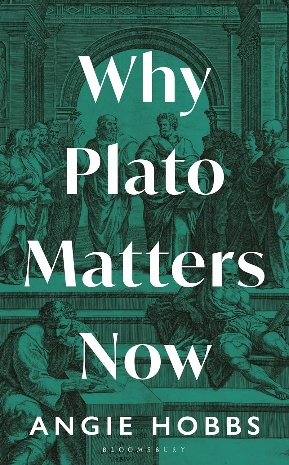 Why
Plato
Matters
Now
ANGIE HOBBS
BLOOMSBURY